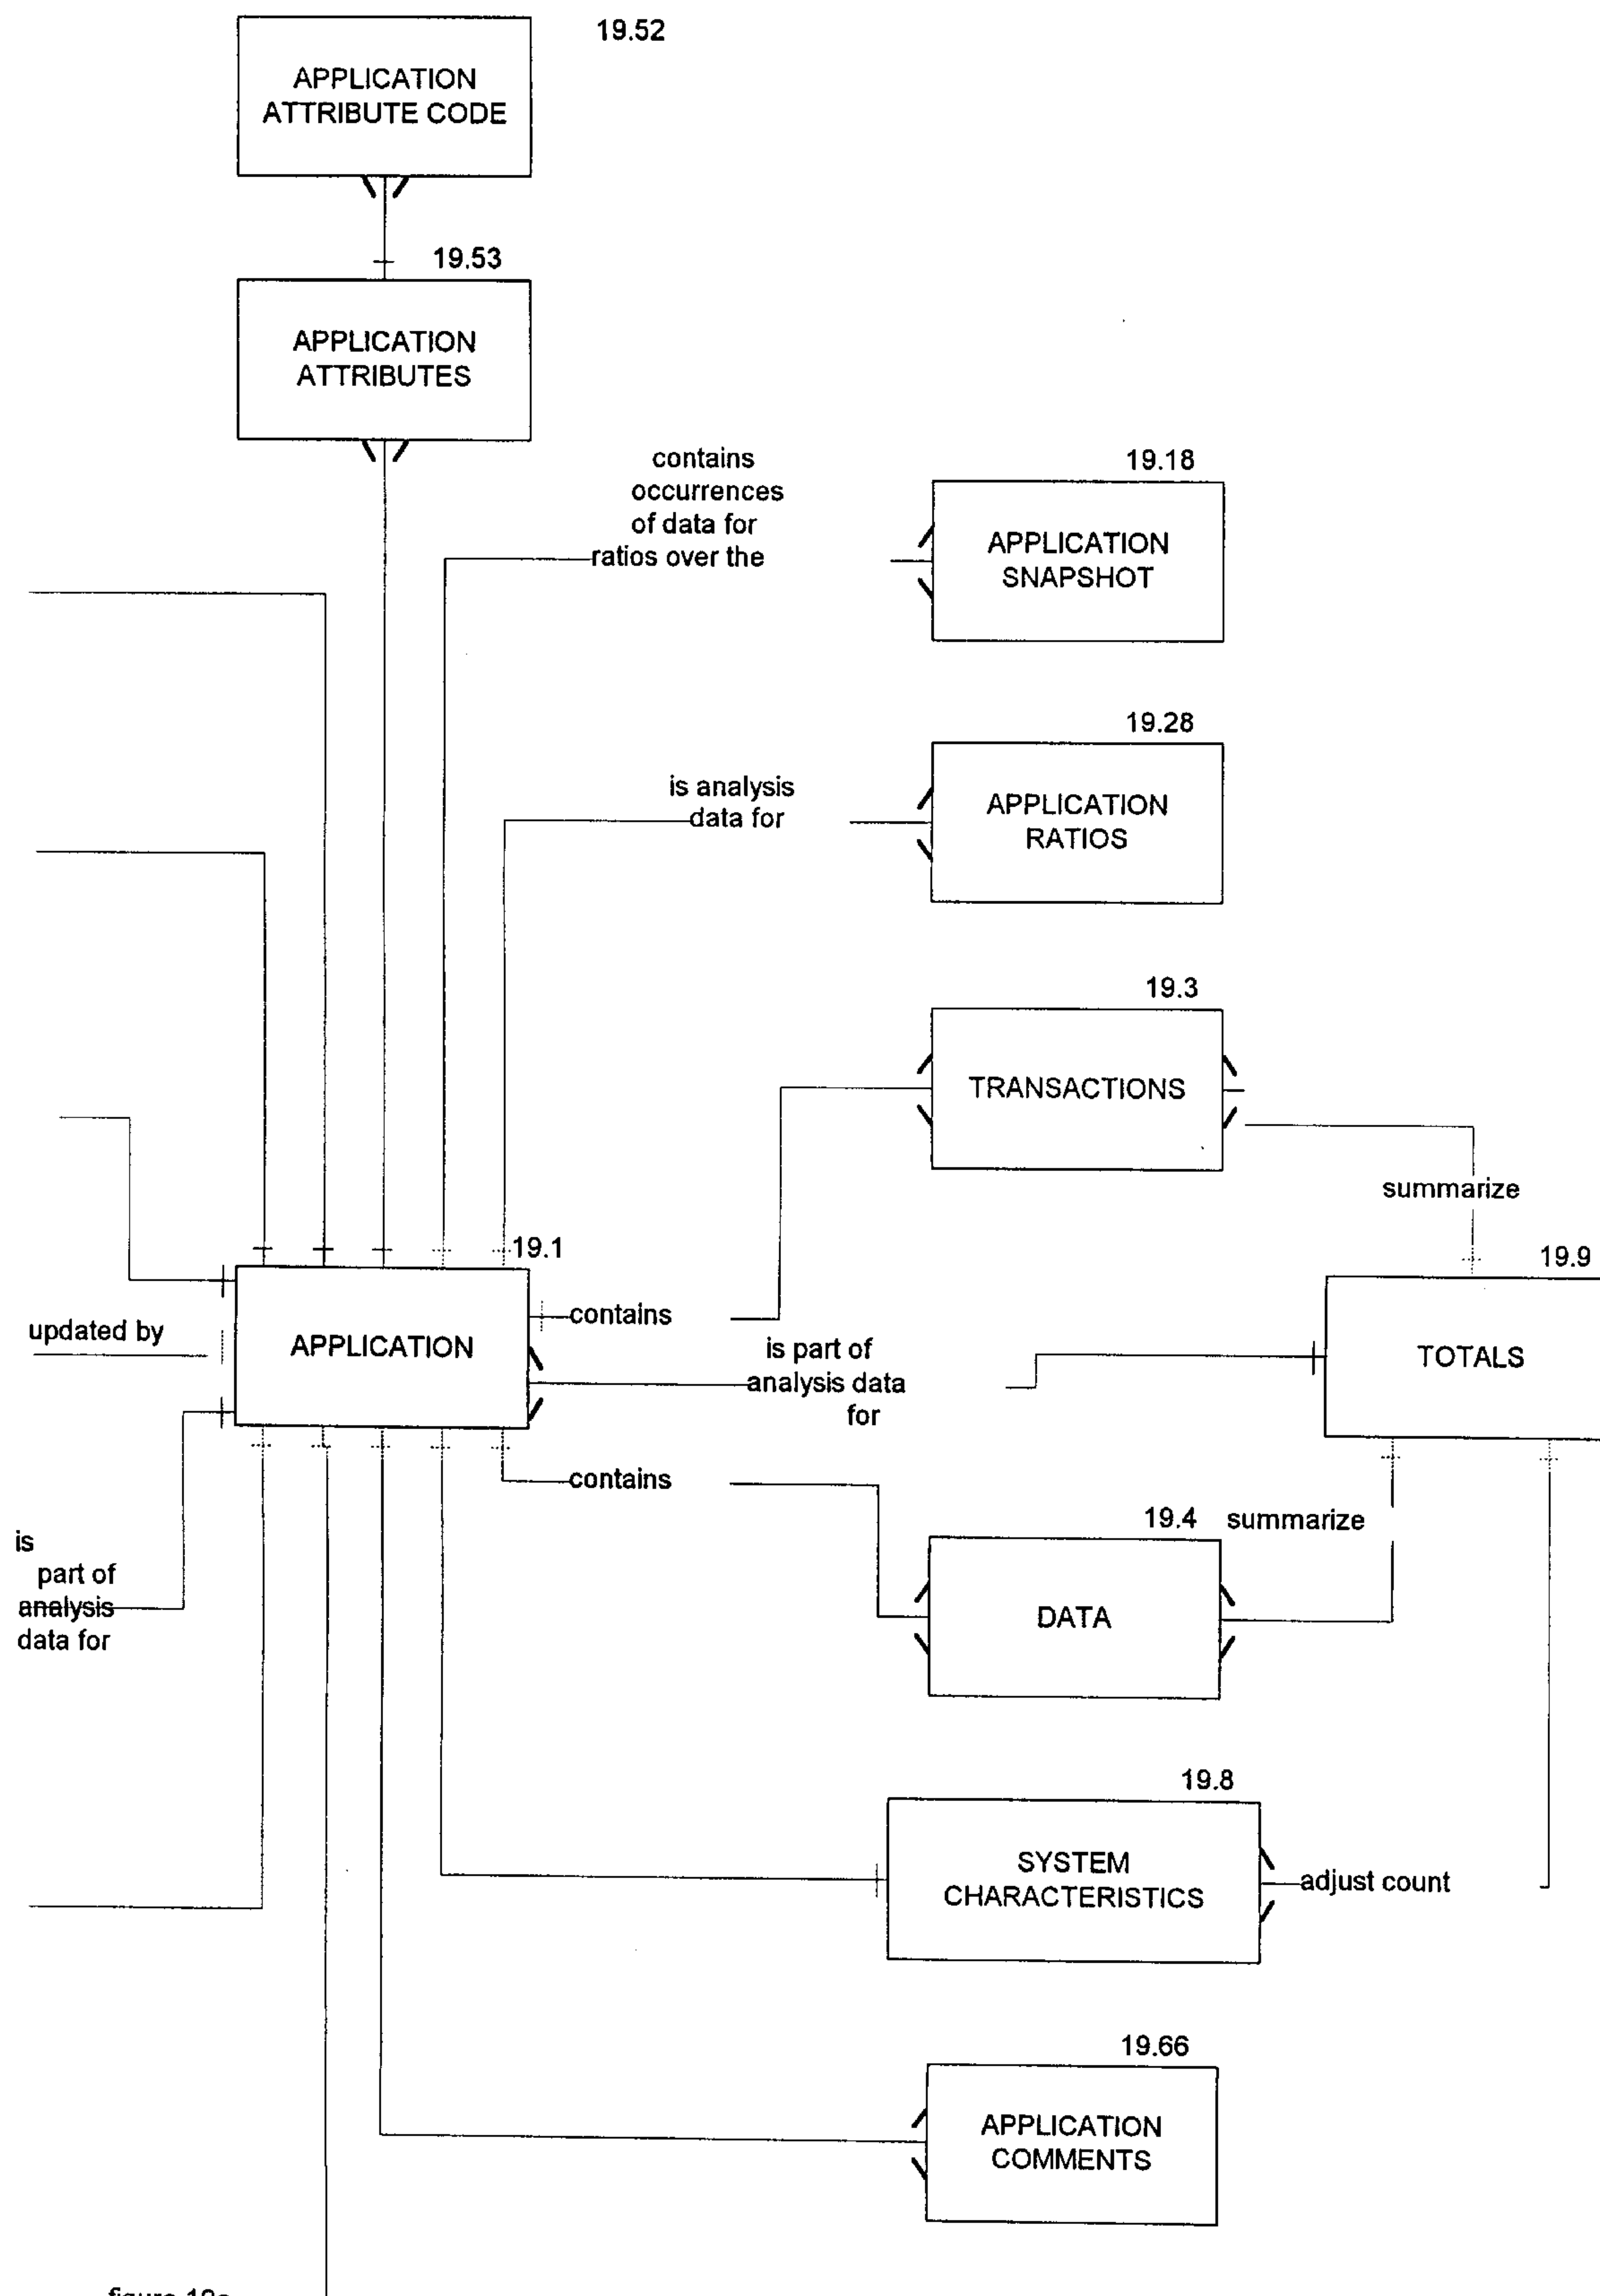 19.52
APPLICATION
ATTRIBUTE CODE
19.53
APPLICATION
ATTRIBUTES
contains
occurrences
of data for
ratios over the
19.18
APPLICATION
SNAPSHOT
19.28
is analysis
data for
APPLICATION
RATIOS
19.3
TRANSACTIONS
summarize
19.1
19.9
updated by
APPLICATION
contains
is part of
analysis data
for
TOTALS
contains
19.4
summarize
is
part of
analysis
data for
DATA
19.8
SYSTEM
CHARACTERISTICS
adjust count
19.66
APPLICATION
COMMENTS